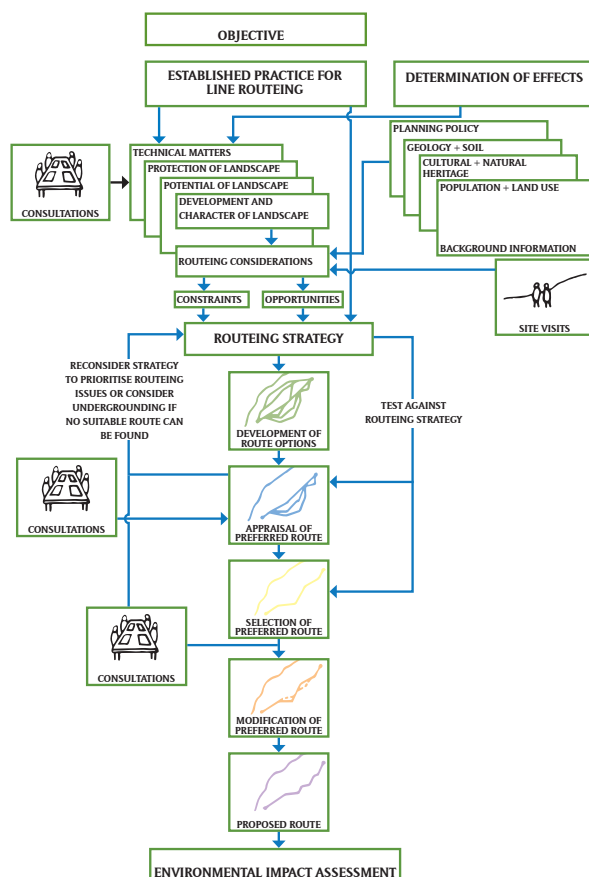 OBJECTIVE
ESTABLISHED PRACTICE FOR
LINE ROUTEING
DETERMINATION OF EFFECTS
PLANNING POLICY
GEOLOGY + SOIL
CULTURAL + NATURAL
HERITAGE
POPULATION + LAND USE
BACKGROUND INFORMATION
TECHNICAL MATTERS
PROTECTION OF LANDSCAPE
POTENTIAL OF LANDSCAPE
DEVELOPMENT AND
CHARACTER OF LANDSCAPE
CONSULTATIONS
ROUTEING CONSIDERATIONS
SITE VISITS
CONSTRAINTS
OPPORTUNITIES
ROUTEING STRATEGY
RECONSIDER STRATEGY
TO PRIORITISE ROUTEING
ISSUES OR CONSIDER
UNDERGROUNDING IF
NO SUITABLE ROUTE CAN
BE FOUND
TEST AGAINST
ROUTEING STRATEGY
DEVELOPMENT OF
ROUTE OPTIONS
CONSULTATIONS
APPRAISAL OF
PREFERRED ROUTE
SELECTION OF
PREFERRED ROUTE
CONSULTATIONS
MODIFICATION OF
PREFERRED ROUTE
PROPOSED ROUTE
ENVIRONMENTAL IMPACT ASSESSMENT